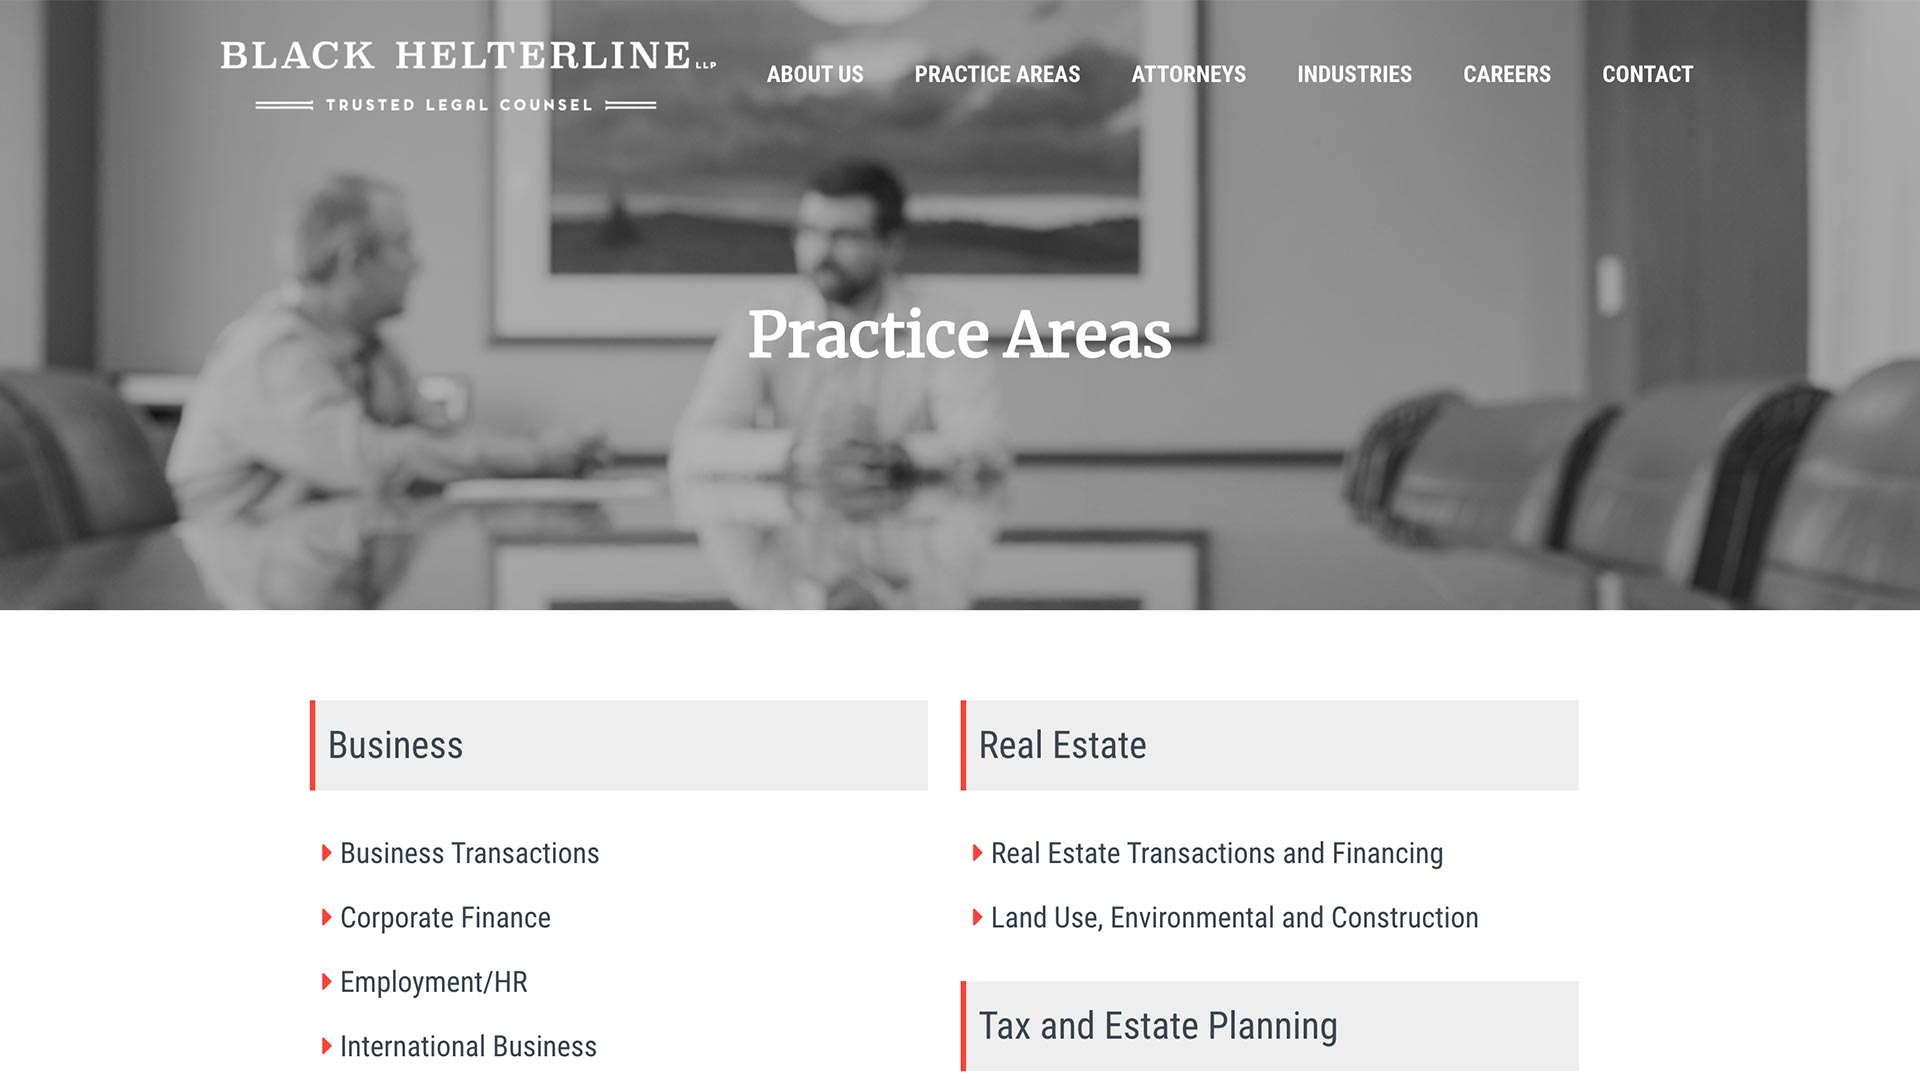 BLACK HELTERLINE LLP
TRUSTED LEGAL COUNSEL
ABOUT US
PRACTICE AREAS
ATTORNEYS
INDUSTRIES
CAREERS
CONTACT
Practice Areas
Business
Business Transactions
Corporate Finance
Employment/HR
International Business
Real Estate
Real Estate Transactions and Financing
Land Use, Environmental and Construction
Tax and Estate Planning